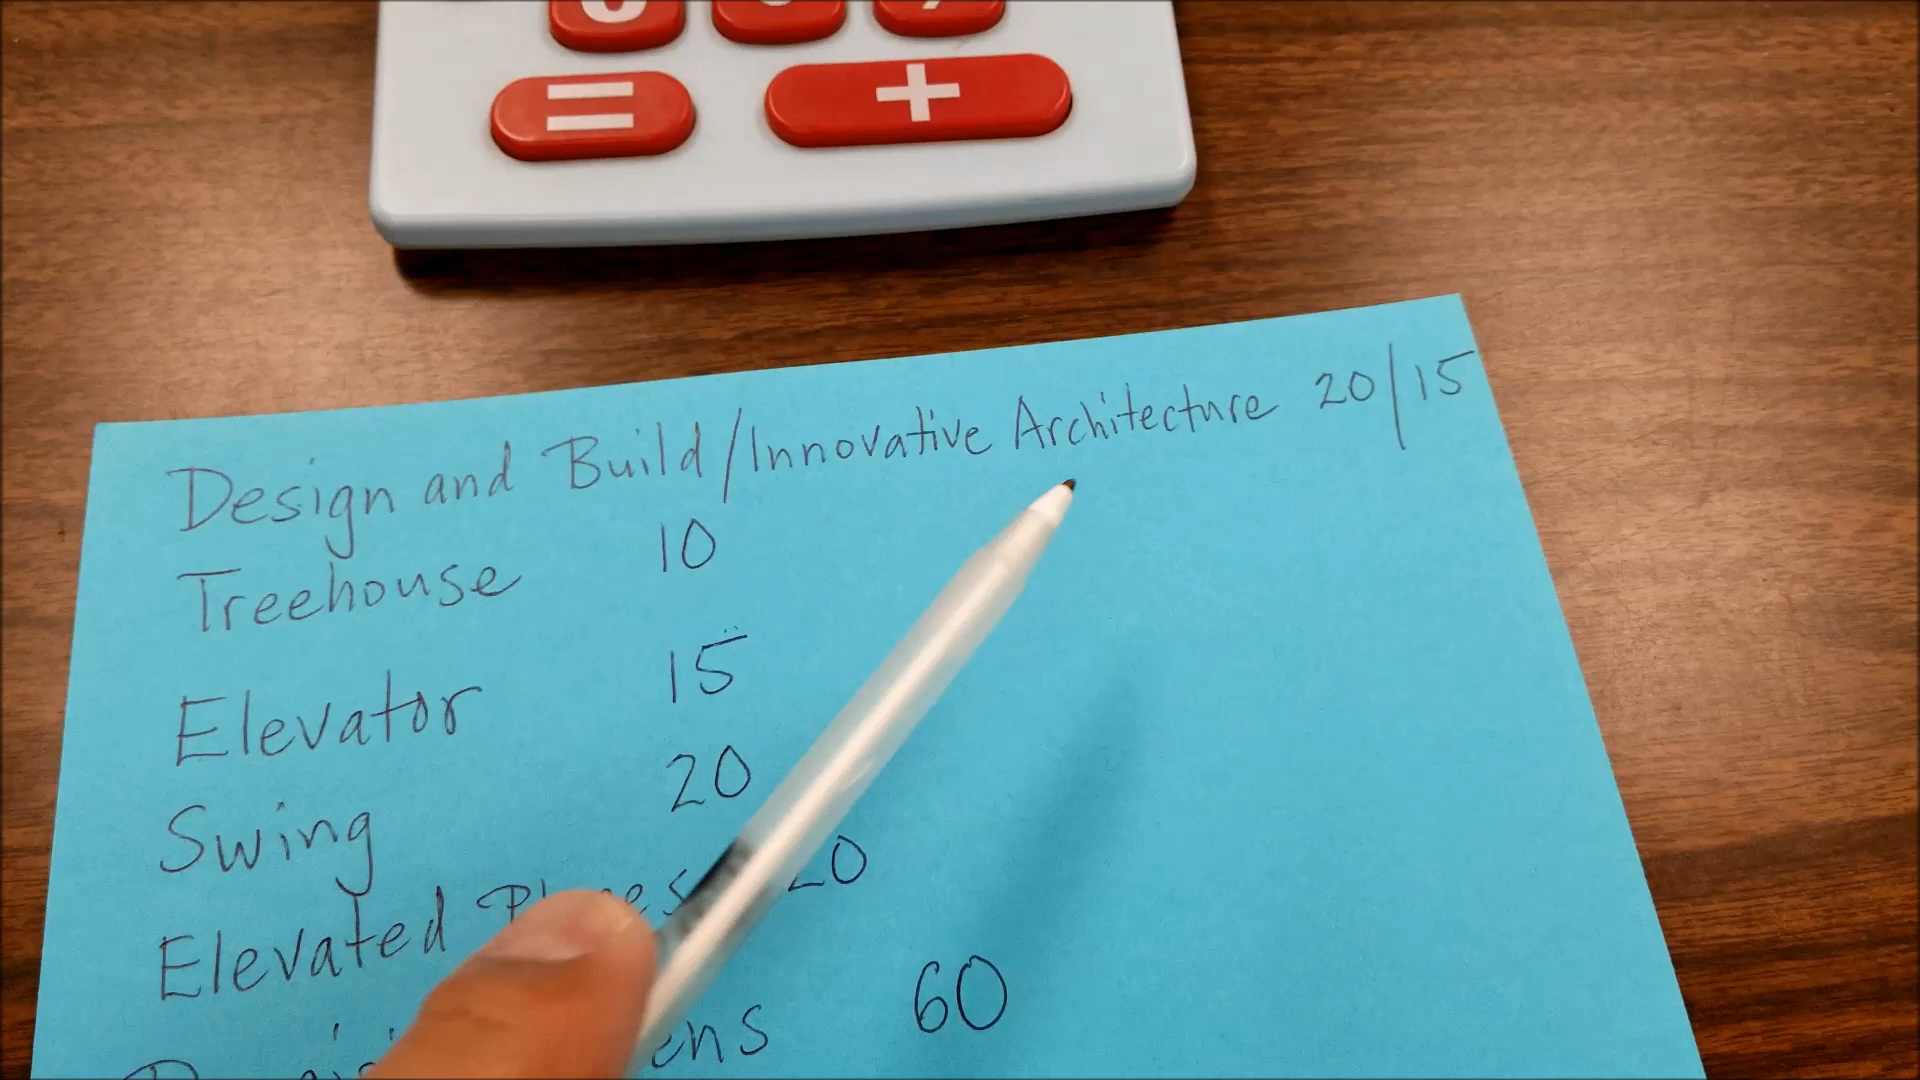 = +
Design and Build/Innovative Architecture 20/15
Treehouse 10
Elevator 15
Swing 20
Elevated 20
60